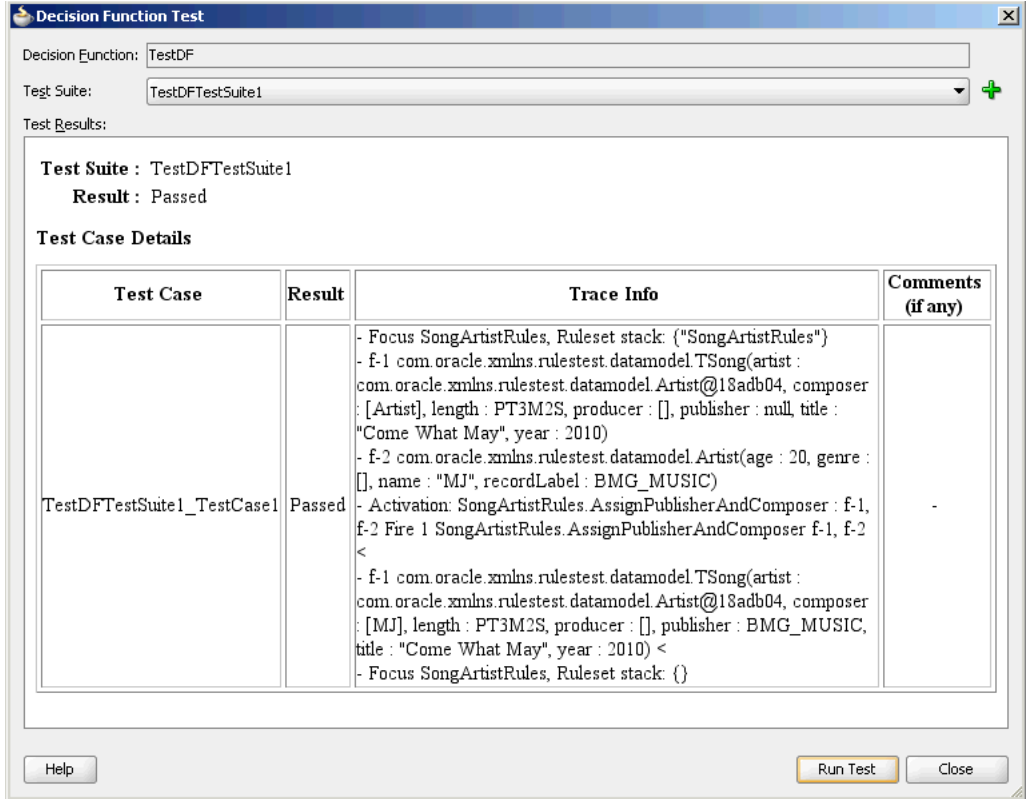 Decision Function Test
Decision Function: TestDF
Test Suite: TestDFTestSuite1
Test Results:
Test Suite : TestDFTestSuite1
Result : Passed
Test Case Details
Test Case Result Trace Info Comments (if any)
- Focus SongArtistRules, Ruleset stack: {"SongArtistRules"}
- f-1 com.oracle.xmlns.rulestest.datamodel.TSong(artist :
com.oracle.xmlns.rulestest.datamodel.Artist@18adb04, composer
: [Artist], length : PT3M2S, producer : [], publisher : null, title :
"Come What May", year : 2010)
- f-2 com.oracle.xmlns.rulestest.datamodel.Artist(age : 20, genre :
[], name : "MJ", recordLabel : BMG_MUSIC)
TestDFTestSuite1_TestCase1 Passed - Activation: SongArtistRules.AssignPublisherAndComposer : f-1, -
f-2 Fire 1 SongArtistRules.AssignPublisherAndComposer f-1, f-2
<
- f-1 com.oracle.xmlns.rulestest.datamodel.TSong(artist :
com.oracle.xmlns.rulestest.datamodel.Artist@18adb04, composer
: [MJ], length : PT3M2S, producer : [], publisher : BMG_MUSIC,
title : "Come What May", year : 2010) <
- Focus SongArtistRules, Ruleset stack: {}
Help Run Test Close